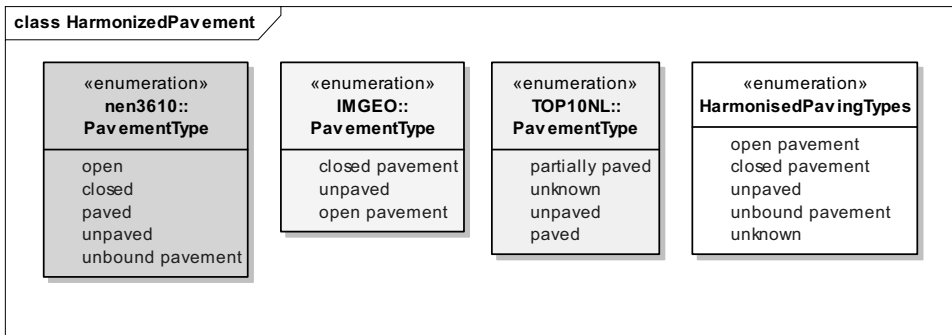 class HarmonizedPavement
«enumeration»
nen3610::
PavementType
open
closed
paved
unpaved
unbound pavement
«enumeration»
IMGEO::
PavementType
closed pavement
unpaved
open pavement
«enumeration»
TOP10NL::
PavementType
partially paved
unknown
unpaved
paved
«enumeration»
HarmonisedPavingTypes
open pavement
closed pavement
unpaved
unbound pavement
unknown